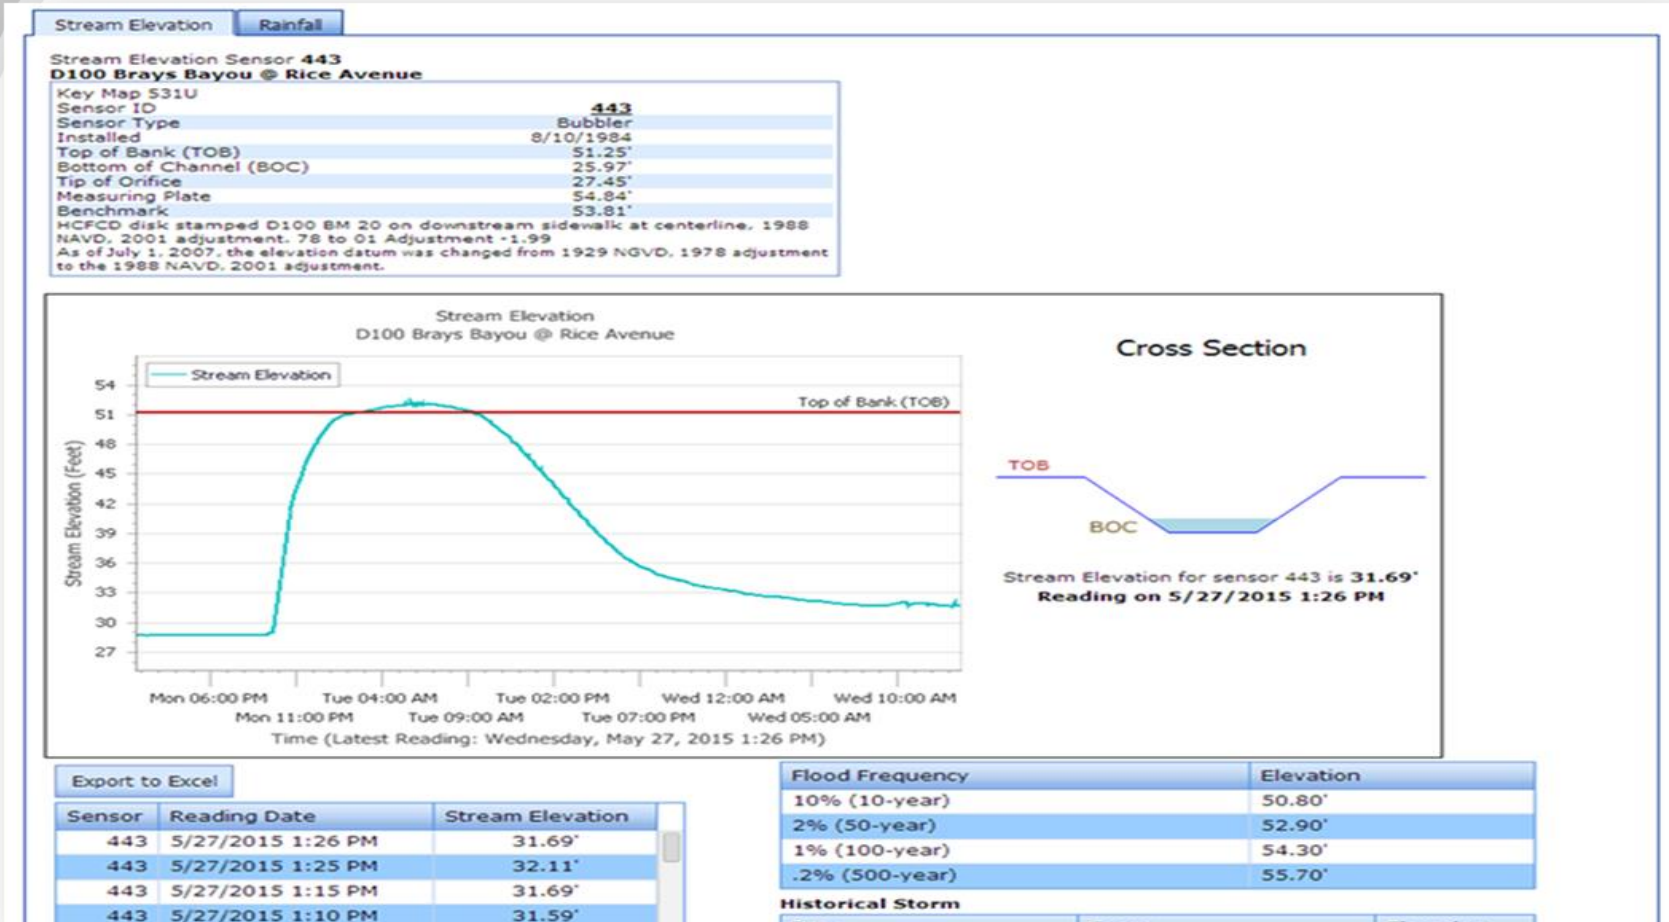 Stream Elevation Rainfall
Stream Elevation Sensor 443
D100 Brays Bayou @ Rice Avenue
Key Map 531U
Sensor ID 443
Sensor Type Bubbler
Installed 8/10/1984
Top of Bank (TOB) 51.25'
Bottom of Channel (BOC) 25.97'
Tip of Orifice 27.45'
Measuring Plate 54.84'
Benchmark 53.81'
HCFCD disk stamped D100 BM 20 on downstream sidewalk at centerline, 1988
NAVD, 2001 adjustment. 78 to 01 Adjustment -1.99
As of July 1, 2007, the elevation datum was changed from 1929 NGVD, 1978 adjustment
to the 1988 NAVD, 2001 adjustment.
Stream Elevation
D100 Brays Bayou @ Rice Avenue
Stream Elevation
Top of Bank (TOB)
Stream Elevation (Feet)
54
51
48
45
42
39
36
33
30
27
Mon 06:00 PM Tue 04:00 AM Tue 02:00 PM Wed 12:00 AM Wed 10:00 AM
Mon 11:00 PM Tue 09:00 AM Tue 07:00 PM Wed 05:00 AM
Time (Latest Reading: Wednesday, May 27, 2015 1:26 PM)
Cross Section
TOB
BOC
Stream Elevation for sensor 443 is 31.69'
Reading on 5/27/2015 1:26 PM
Export to Excel
Sensor Reading Date Stream Elevation
443 5/27/2015 1:26 PM 31.69'
443 5/27/2015 1:25 PM 32.11'
443 5/27/2015 1:15 PM 31.69'
443 5/27/2015 1:10 PM 31.59'
Flood Frequency Elevation
10% (10-year) 50.80'
2% (50-year) 52.90'
1% (100-year) 54.30'
.2% (500-year) 55.70'
Historical Storm